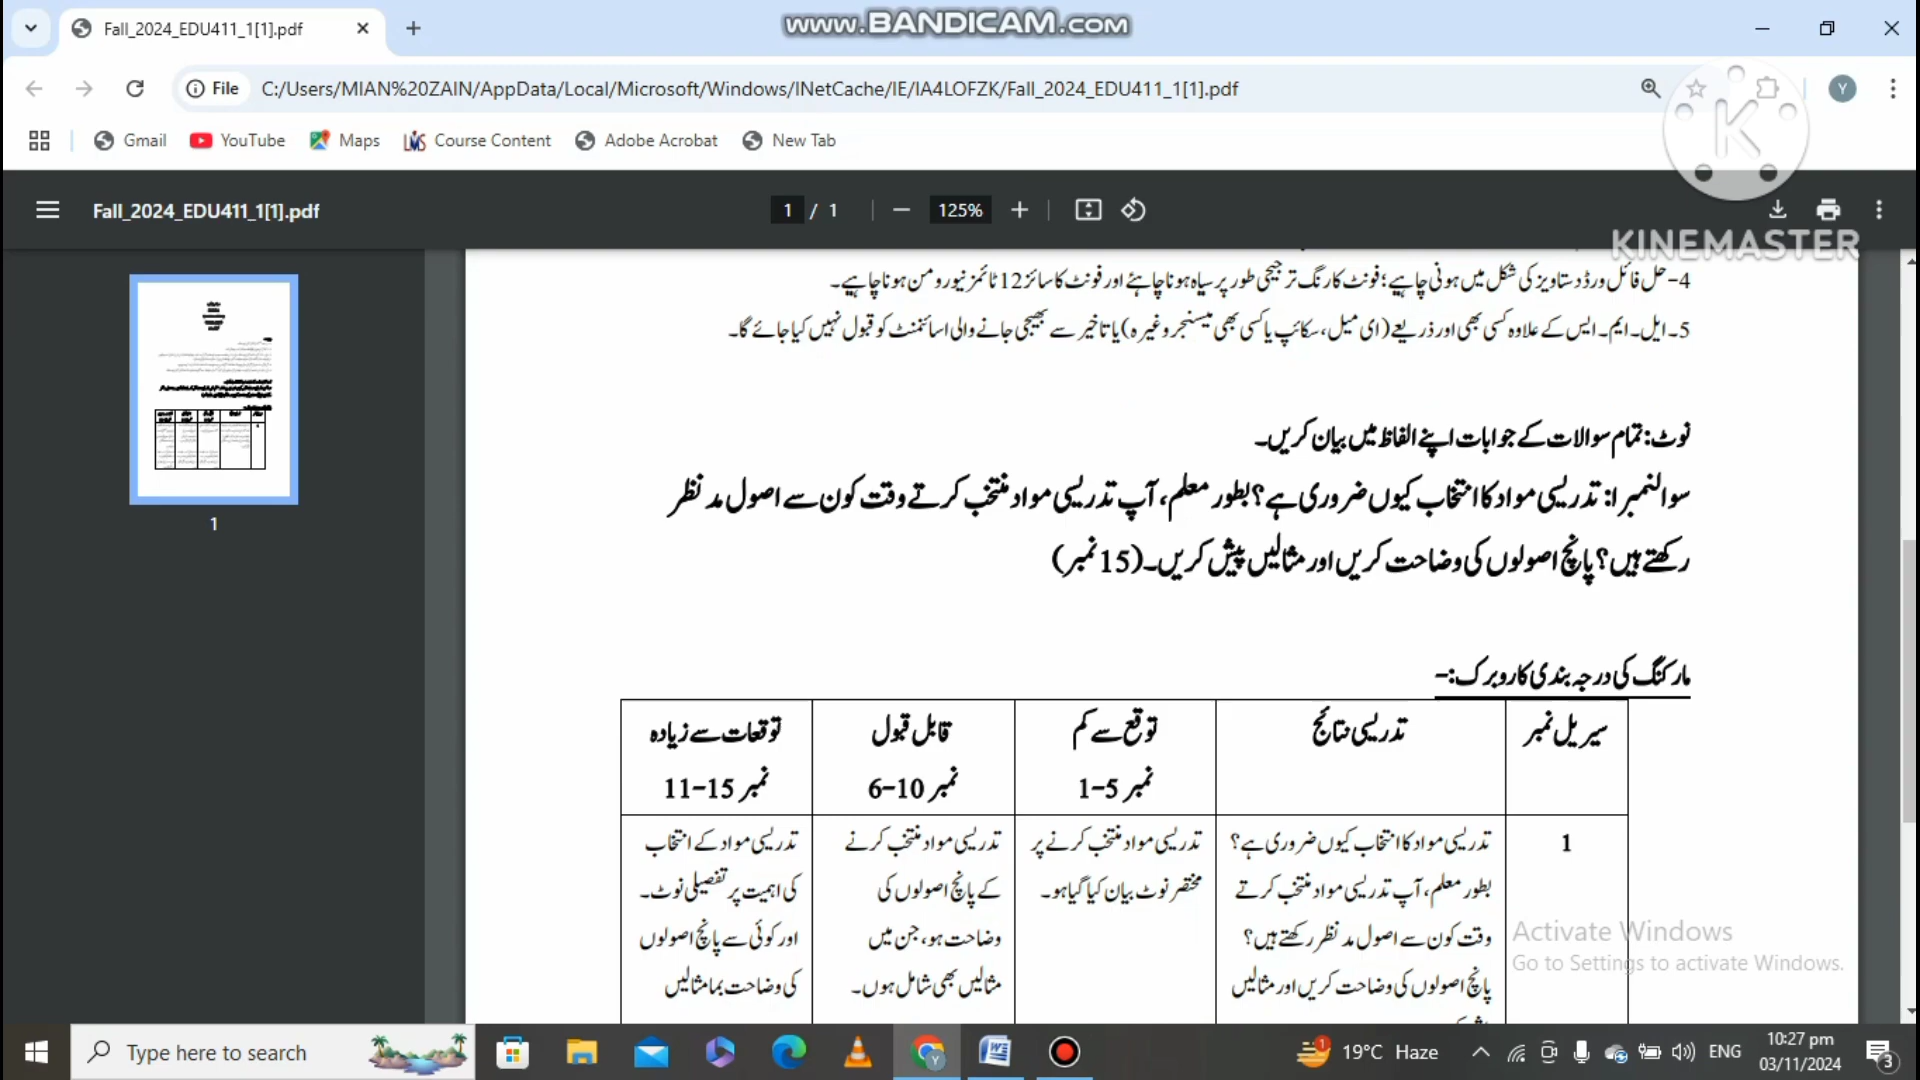 Fall_2024_EDU411_1[1].pdf
www.BANDICAM.com
File
C:/Users/MIAN%20ZAIN/AppData/Local/Microsoft/Windows/INetCache/IE/IA4LOFZK/Fall_2024_EDU411_1[1].pdf
Y
Gmail
YouTube
Maps
LMS
Course Content
Adobe Acrobat
New Tab
K
KINEMASTER
Fall_2024_EDU411_1[1].pdf
1 / 1
125%
1
4-حل فائل ورڈ دستاویز کی شکل میں ہونی چاہیے؛ فونٹ کا رنگ ترجیحی طور پر سیاہ ہونا چاہئے اور فونٹ کا سائز 12 ٹائمز نیو رومن ہونا چاہیے۔
5۔ ایل۔ ایم۔ ایس کے علاوہ کسی بھی اور ذریعے (ای میل، سکائپ یا کسی بھی میسنجر وغیرہ) یا تاخیر سے بھیجی جانے والی اسائنمنٹ کو قبول نہیں کیا جائے گا۔
نوٹ: تمام سوالات کے جوابات اپنے الفاظ میں بیان کریں۔
سوالنمبر ا: تدریسی مواد کا انتخاب کیوں ضروری ہے؟ بطور معلم، آپ تدریسی مواد منتخب کرتے وقت کون سے اصول مد نظر
رکھتے ہیں؟ پانچ اصولوں کی وضاحت کریں اور مثالیں پیش کریں۔ (15 نمبر)
مارکنگ کی درجہ بندی کا روبرک:-
سیریل نمبر
تدریسی نتائج
توقع سے کم
نمبر 5-1
قابل قبول
نمبر 10-6
توقعات سے زیادہ
نمبر 15-11
1
تدریسی مواد کا انتخاب کیوں ضروری ہے؟
بطور معلم، آپ تدریسی مواد منتخب کرتے
وقت کون سے اصول مد نظر رکھتے ہیں؟
پانچ اصولوں کی وضاحت کریں اور مثالیں
تدریسی مواد منتخب کرنے پر
مختصر نوٹ بیان کیا گیا ہو۔
تدریسی مواد منتخب کرنے
کے پانچ اصولوں کی
وضاحت ہو، جن میں
مثالیں بھی شامل ہوں۔
تدریسی مواد کے انتخاب
کی اہمیت پر تفصیلی نوٹ۔
اور کوئی سے پانچ اصولوں
کی وضاحت بمامثالیں
Activate Windows
Go to Settings to activate Windows.
Type here to search
Y
1
19°C Haze
ENG
10:27 pm
03/11/2024
3